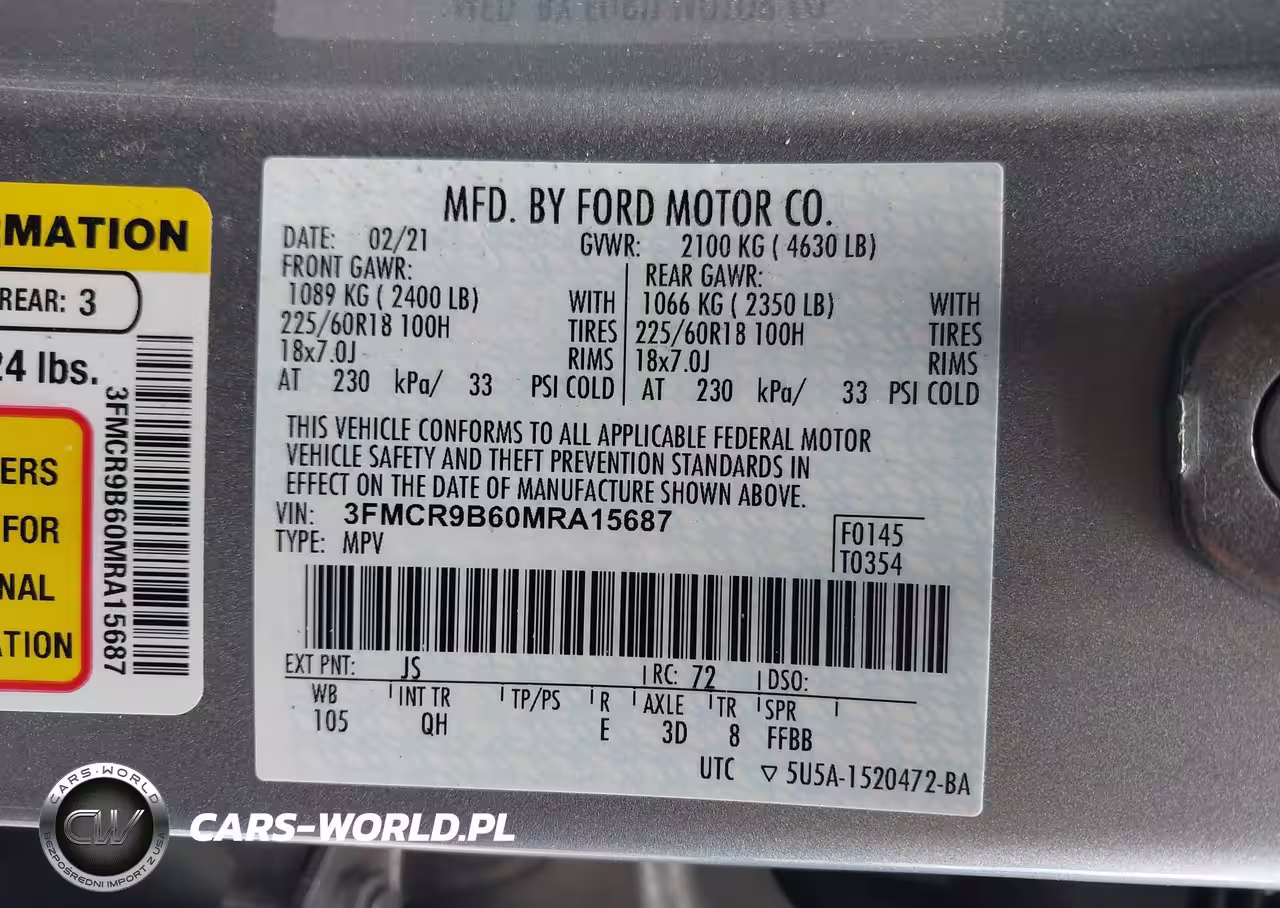 MFD. BY FORD MOTOR CO.
DATE: 02/21 GVWR: 2100 KG ( 4630 LB)
FRONT GAWR: REAR GAWR:
1089 KG ( 2400 LB) WITH 1066 KG ( 2350 LB) WITH
225/60R18 100H TIRES 225/60R18 100H TIRES
18x7.0J RIMS 18x7.0J RIMS
AT 230 kPa/ 33 PSI COLD AT 230 kPa/ 33 PSI COLD
THIS VEHICLE CONFORMS TO ALL APPLICABLE FEDERAL MOTOR
VEHICLE SAFETY AND THEFT PREVENTION STANDARDS IN
EFFECT ON THE DATE OF MANUFACTURE SHOWN ABOVE.
VIN: 3FMCR9B60MRA15687
TYPE: MPV
F0145
T0354
EXT PNT: JS RC: 72 DSO:
WB INT TR TP/PS R AXLE TR SPR
105 QH E 3D 8 FFBB
UTC ▽ 5U5A-1520472-BA
MATION
REAR: 3
24 lbs.
3FMCR9B60MRA15687
ERS
FOR
NAL
ATION
CARS-WORLD
CW
BEZPOŚREDNI IMPORT Z USA
CARS-WORLD.PL